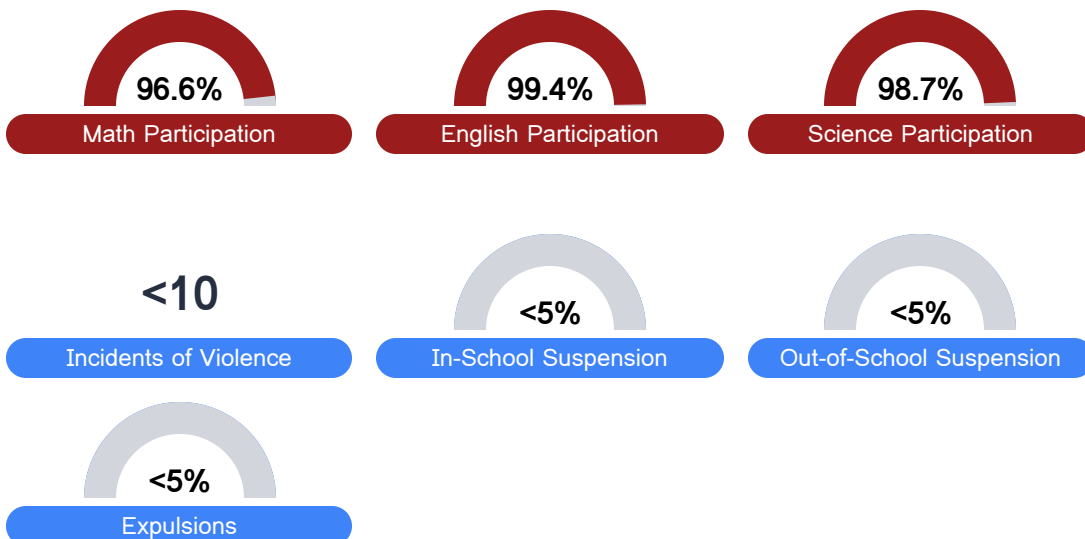 96.6%
Math Participation
99.4%
English Participation
98.7%
Science Participation
<10
Incidents of Violence
<5%
In-School Suspension
<5%
Out-of-School Suspension
<5%
Expulsions